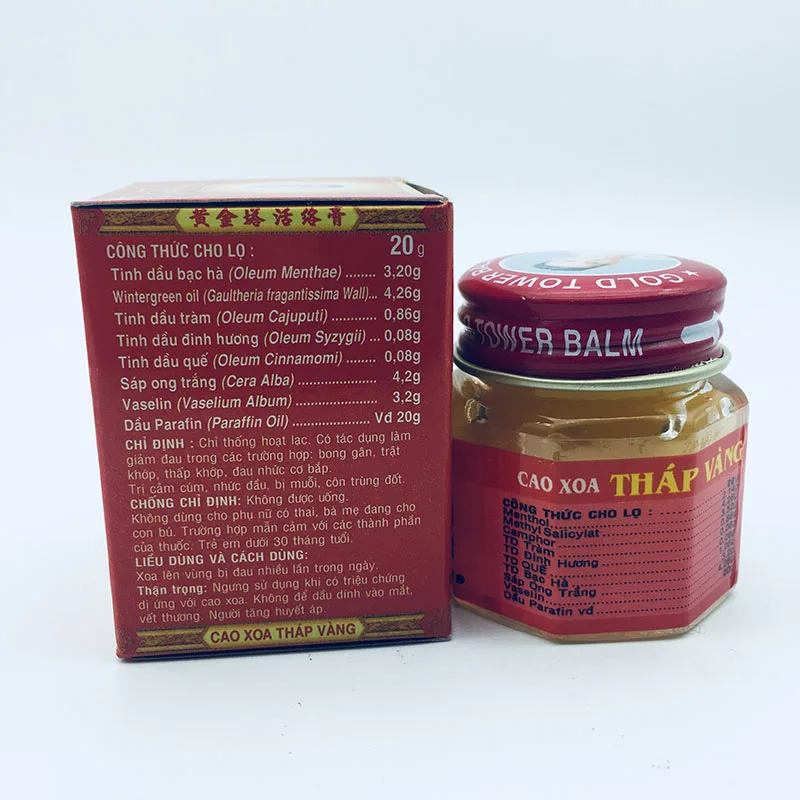 黄金塔活络膏
CÔNG THỨC CHO LỌ : 20 g
Tinh dầu bạc hà (Oleum Menthae) ........ 3,20g
Wintergreen oil (Gaultheria fragantissima Wall)... 4,26g
Tinh dầu tràm (Oleum Cajuputi) ............ 0,86g
Tinh dầu đinh hương (Oleum Syzygii) ... 0,08g
Tinh dầu quế (Oleum Cinnamomi) ........ 0,08g
Sáp ong trắng (Cera Alba) ...................... 4,2g
Vaselin (Vaselium Album) ...................... 3,2g
Dầu Parafin (Paraffin Oil) ..................... Vđ 20g
CHỈ ĐỊNH : Chỉ thống hoạt lạc. Có tác dụng làm
giảm đau trong các trường hợp: bong gân, trật
khớp, thấp khớp, đau nhức cơ bắp.
Trị cảm cúm, nhức đầu, bị muỗi, côn trùng đốt.
CHỐNG CHỈ ĐỊNH: Không được uống.
Không dùng cho phụ nữ có thai, bà mẹ đang cho
con bú. Trường hợp mẫn cảm với các thành phần
của thuốc. Trẻ em dưới 30 tháng tuổi.
LIỀU DÙNG VÀ CÁCH DÙNG:
Xoa lên vùng bị đau nhiều lần trong ngày.
Thận trọng: Ngưng sử dụng khi có triệu chứng
dị ứng với cao xoa. Không để dầu dính vào mắt,
vết thương. Người tăng huyết áp.
CAO XOA THÁP VÀNG
★ GOLD TOWER
TOWER BALM
CAO XOA THÁP VÀNG
CÔNG THỨC CHO LỌ :
Menthol
Methyl Salicylat
Camphor
TD Tràm
TD Đinh Hương
TD QUẾ
TD Bạc Hà
Sáp Ong Trắng
Vaselin
Dầu Parafin vđ